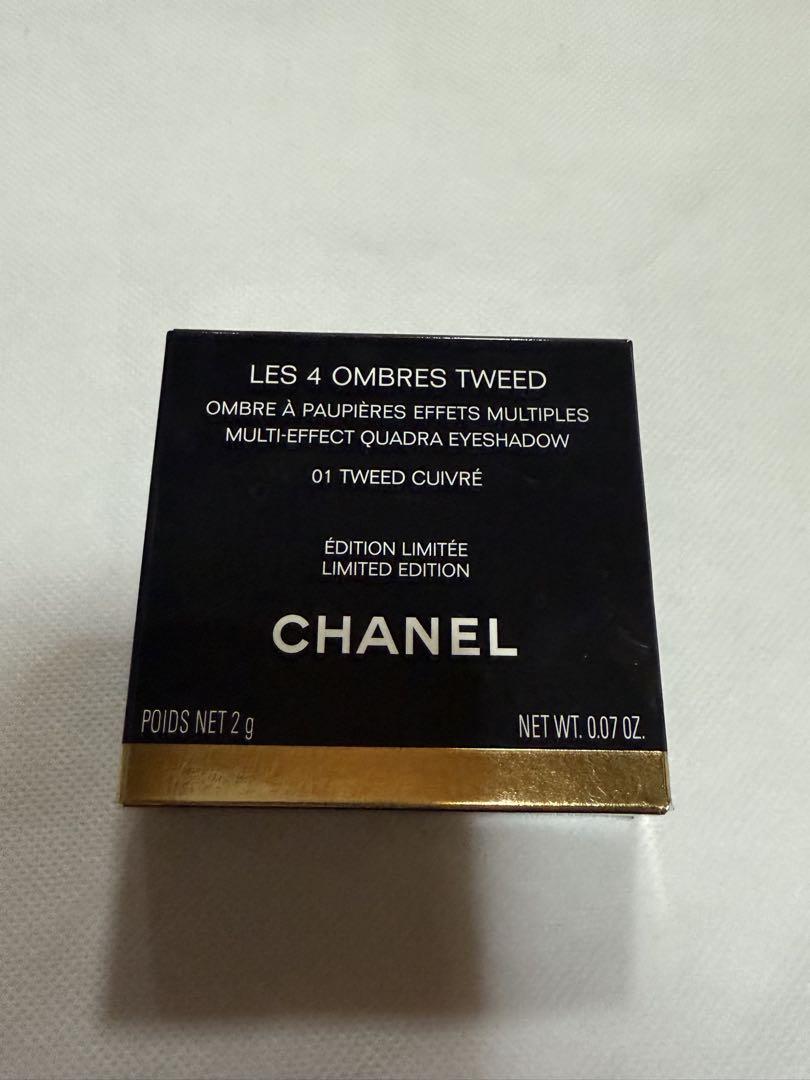 LES 4 OMBRES TWEED
OMBRE À PAUPIÈRES EFFETS MULTIPLES
MULTI-EFFECT QUADRA EYESHADOW
01 TWEED CUIVRÉ
ÉDITION LIMITÉE
LIMITED EDITION
CHANEL
POIDS NET 2 g
NET WT. 0.07 OZ.